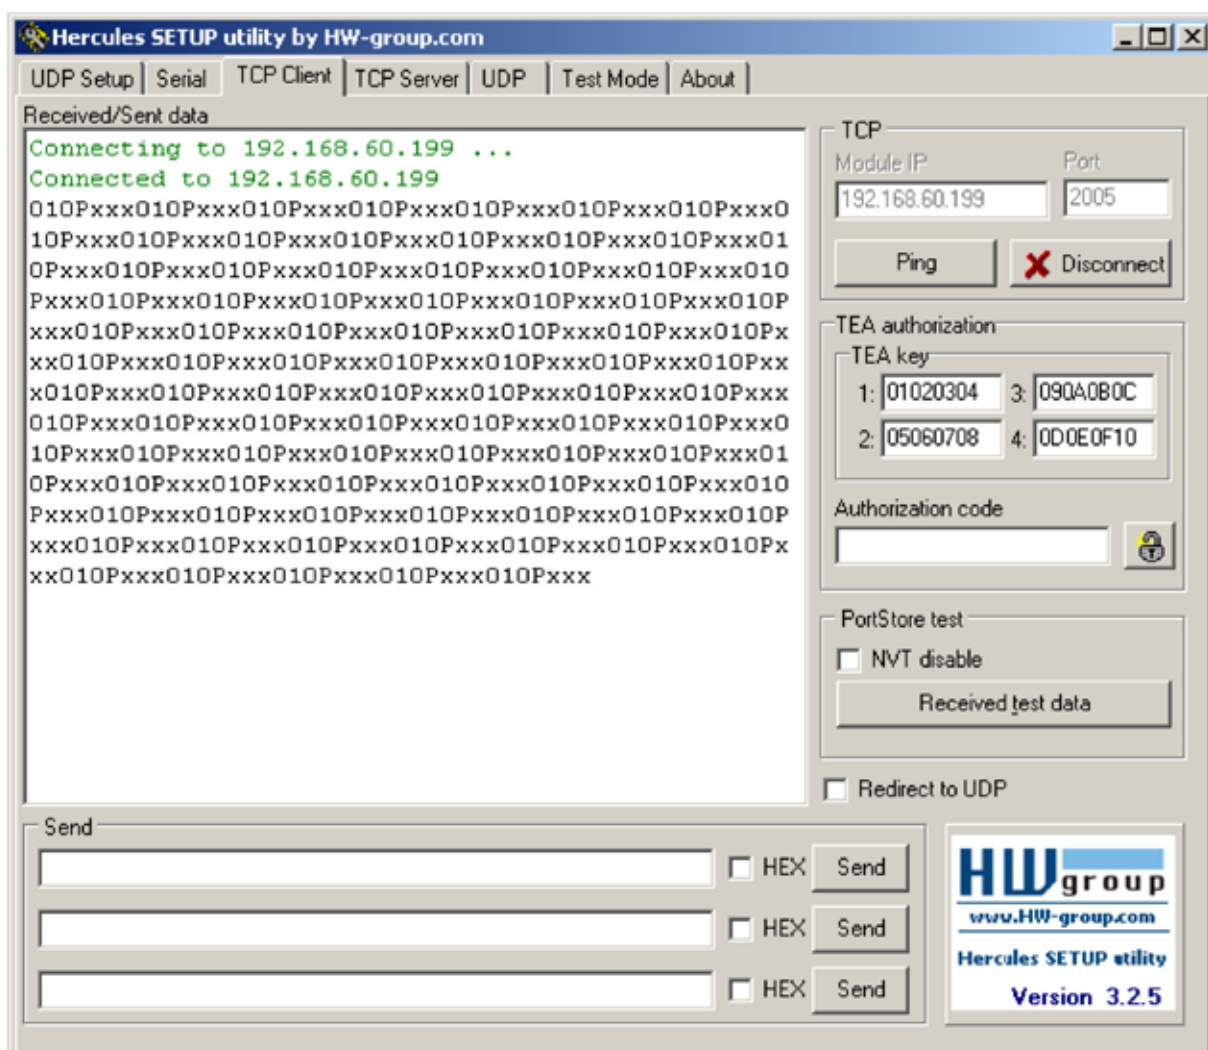 Hercules SETUP utility by HW-group.com
UDP Setup
Serial
TCP Client
TCP Server
UDP
Test Mode
About
Received/Sent data
Connecting to 192.168.60.199 ...
Connected to 192.168.60.199
010Pxxx010Pxxx010Pxxx010Pxxx010Pxxx010Pxxx010Pxxx0
10Pxxx010Pxxx010Pxxx010Pxxx010Pxxx010Pxxx010Pxxx01
0Pxxx010Pxxx010Pxxx010Pxxx010Pxxx010Pxxx010Pxxx010
Pxxx010Pxxx010Pxxx010Pxxx010Pxxx010Pxxx010Pxxx010P
xxx010Pxxx010Pxxx010Pxxx010Pxxx010Pxxx010Pxxx010Px
xx010Pxxx010Pxxx010Pxxx010Pxxx010Pxxx010Pxxx010Pxx
x010Pxxx010Pxxx010Pxxx010Pxxx010Pxxx010Pxxx010Pxxx
010Pxxx010Pxxx010Pxxx010Pxxx010Pxxx010Pxxx010Pxxx0
10Pxxx010Pxxx010Pxxx010Pxxx010Pxxx010Pxxx010Pxxx01
0Pxxx010Pxxx010Pxxx010Pxxx010Pxxx010Pxxx010Pxxx010
Pxxx010Pxxx010Pxxx010Pxxx010Pxxx010Pxxx010Pxxx010P
xxx010Pxxx010Pxxx010Pxxx010Pxxx010Pxxx010Pxxx010Px
xx010Pxxx010Pxxx010Pxxx010Pxxx010Pxxx
TCP
Module IP Port
192.168.60.199 2005
Ping Disconnect
TEA authorization
TEA key
1: 01020304 3: 090A0B0C
2: 05060708 4: 0D0E0F10
Authorization code
PortStore test
NVT disable
Received test data
Redirect to UDP
Send
HEX Send
HEX Send
HEX Send
HW group
www.HW-group.com
Hercules SETUP utility
Version 3.2.5